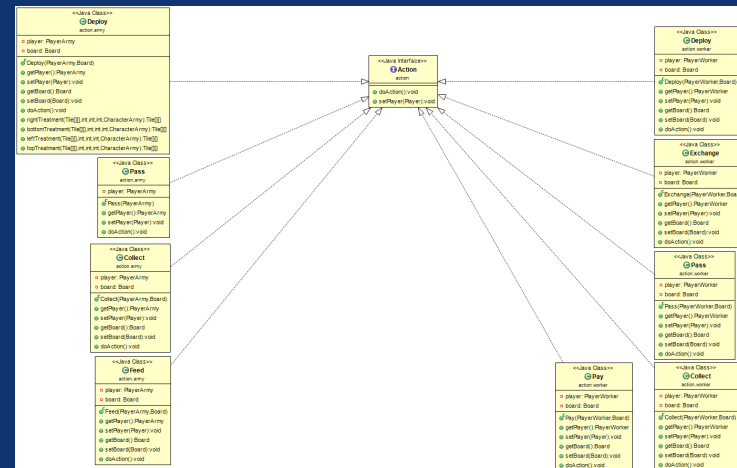 <<Java Class>>
Deploy
action.army
player: PlayerArmy
board: Board
Deploy(PlayerArmy,Board)
getPlayer():PlayerArmy
setPlayer(Player):void
getBoard():Board
setBoard(Board):void
doAction():void
rightTreatment(Tile[][],int,int,int,CharacterArmy):Tile[][]
bottomTreatment(Tile[][],int,int,int,CharacterArmy):Tile[][]
leftTreatment(Tile[][],int,int,int,CharacterArmy):Tile[][]
topTreatment(Tile[][],int,int,int,CharacterArmy):Tile[][]
<<Java Class>>
Pass
action.army
player: PlayerArmy
Pass(PlayerArmy)
getPlayer():PlayerArmy
setPlayer(Player):void
doAction():void
<<Java Class>>
Collect
action.army
player: PlayerArmy
board: Board
Collect(PlayerArmy,Board)
getPlayer():PlayerArmy
setPlayer(Player):void
getBoard():Board
setBoard(Board):void
doAction():void
<<Java Class>>
Feed
action.army
player: PlayerArmy
board: Board
Feed(PlayerArmy,Board)
getPlayer():PlayerArmy
setPlayer(Player):void
getBoard():Board
setBoard(Board):void
doAction():void
<<Java Interface>>
Action
action
doAction():void
setPlayer(Player):void
<<Java Class>>
Deploy
action.worker
player: PlayerWorker
board: Board
Deploy(PlayerWorker,Board)
getPlayer():PlayerWorker
setPlayer(Player):void
getBoard():Board
setBoard(Board):void
doAction():void
<<Java Class>>
Exchange
action.worker
player: PlayerWorker
board: Board
Exchange(PlayerWorker,Boa
getPlayer():PlayerWorker
setPlayer(Player):void
getBoard():Board
setBoard(Board):void
doAction():void
<<Java Class>>
Pass
action.worker
player: PlayerWorker
board: Board
Pass(PlayerWorker,Board)
getPlayer():PlayerWorker
setPlayer(Player):void
getBoard():Board
setBoard(Board):void
doAction():void
<<Java Class>>
Pay
action.worker
player: PlayerWorker
board: Board
Pay(PlayerWorker,Board)
getPlayer():PlayerWorker
setPlayer(Player):void
getBoard():Board
setBoard(Board):void
doAction():void
<<Java Class>>
Collect
action.worker
player: PlayerWorker
board: Board
Collect(PlayerWorker,Board)
getPlayer():PlayerWorker
setPlayer(Player):void
getBoard():Board
setBoard(Board):void
doAction():void